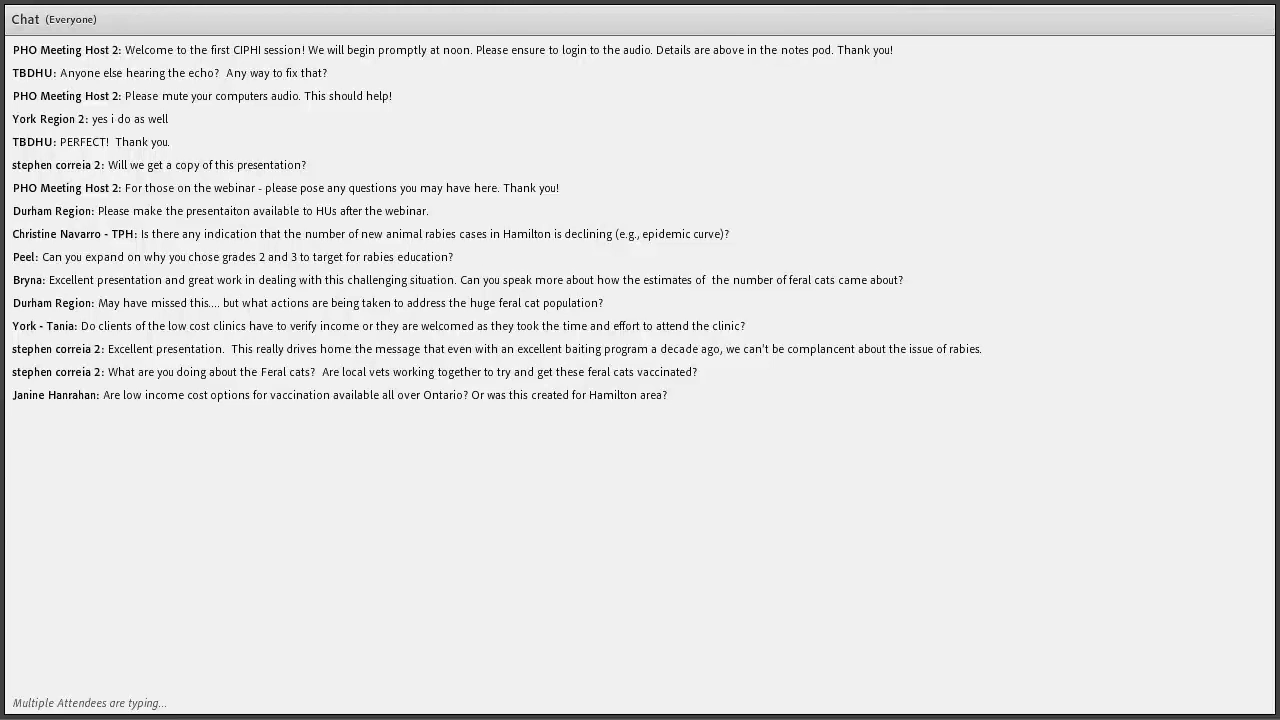 Chat (Everyone)
PHO Meeting Host 2: Welcome to the first CIPHI session! We will begin promptly at noon. Please ensure to login to the audio. Details are above in the notes pod. Thank you!
TBDHU: Anyone else hearing the echo?  Any way to fix that?
PHO Meeting Host 2: Please mute your computers audio. This should help!
York Region 2: yes i do as well
TBDHU: PERFECT!  Thank you.
stephen correia 2: Will we get a copy of this presentation?
PHO Meeting Host 2: For those on the webinar - please pose any questions you may have here. Thank you!
Durham Region: Please make the presentaiton available to HUs after the webinar.
Christine Navarro - TPH: Is there any indication that the number of new animal rabies cases in Hamilton is declining (e.g., epidemic curve)?
Peel: Can you expand on why you chose grades 2 and 3 to target for rabies education?
Bryna: Excellent presentation and great work in dealing with this challenging situation. Can you speak more about how the estimates of  the number of feral cats came about?
Durham Region: May have missed this.... but what actions are being taken to address the huge feral cat population?
York - Tania: Do clients of the low cost clinics have to verify income or they are welcomed as they took the time and effort to attend the clinic?
stephen correia 2: Excellent presentation.  This really drives home the message that even with an excellent baiting program a decade ago, we can't be complancent about the issue of rabies.
stephen correia 2: What are you doing about the Feral cats?  Are local vets working together to try and get these feral cats vaccinated?
Janine Hanrahan: Are low income cost options for vaccination available all over Ontario? Or was this created for Hamilton area?
Multiple Attendees are typing...